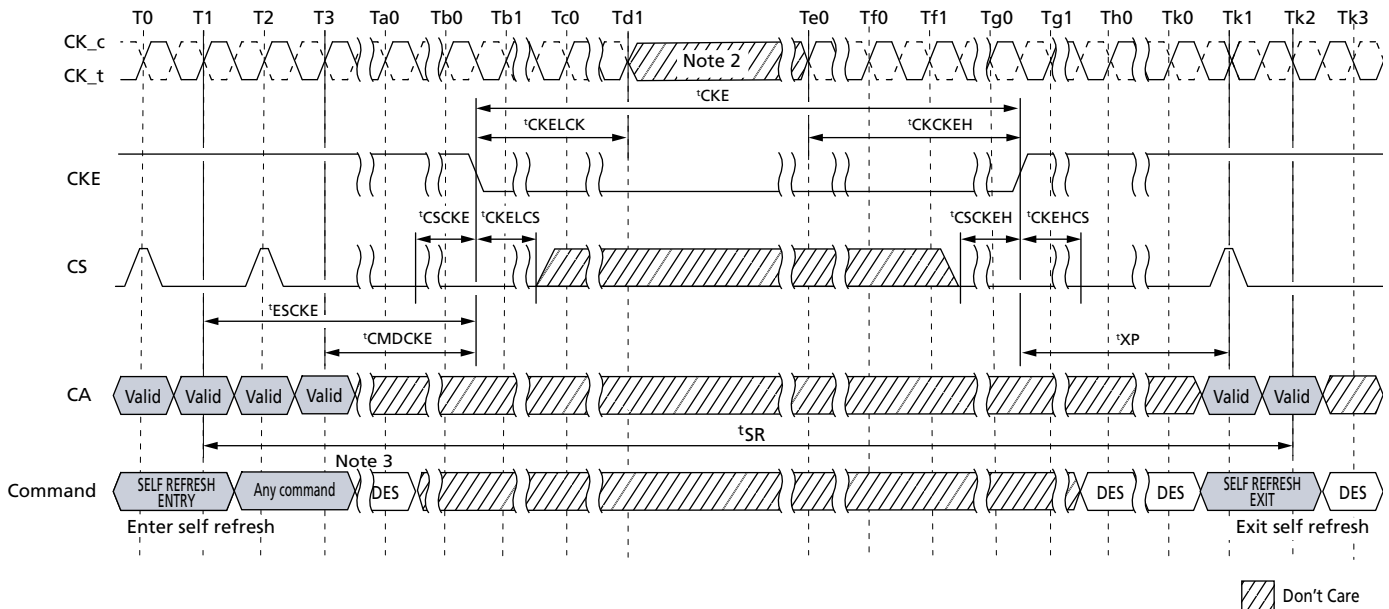 T0 T1 T2 T3 Ta0 Tb0 Tb1 Tc0 Td1 Te0 Tf0 Tf1 Tg0 Tg1 Th0 Tk0 Tk1 Tk2 Tk3
CK_c
CK_t
Note 2
tCKE
tCKELCK
tCKCKEH
CKE
tCSCKE
tCKELCS
tCSCKEH
tCKEHCS
CS
tESCKE
tCMDCKE
tXP
CA
Valid Valid Valid Valid Valid Valid
tSR
Note 3
Command
SELF REFRESH
ENTRY
Any command
DES
DES
DES
SELF REFRESH
EXIT
DES
Enter self refresh
Exit self refresh
Don't Care